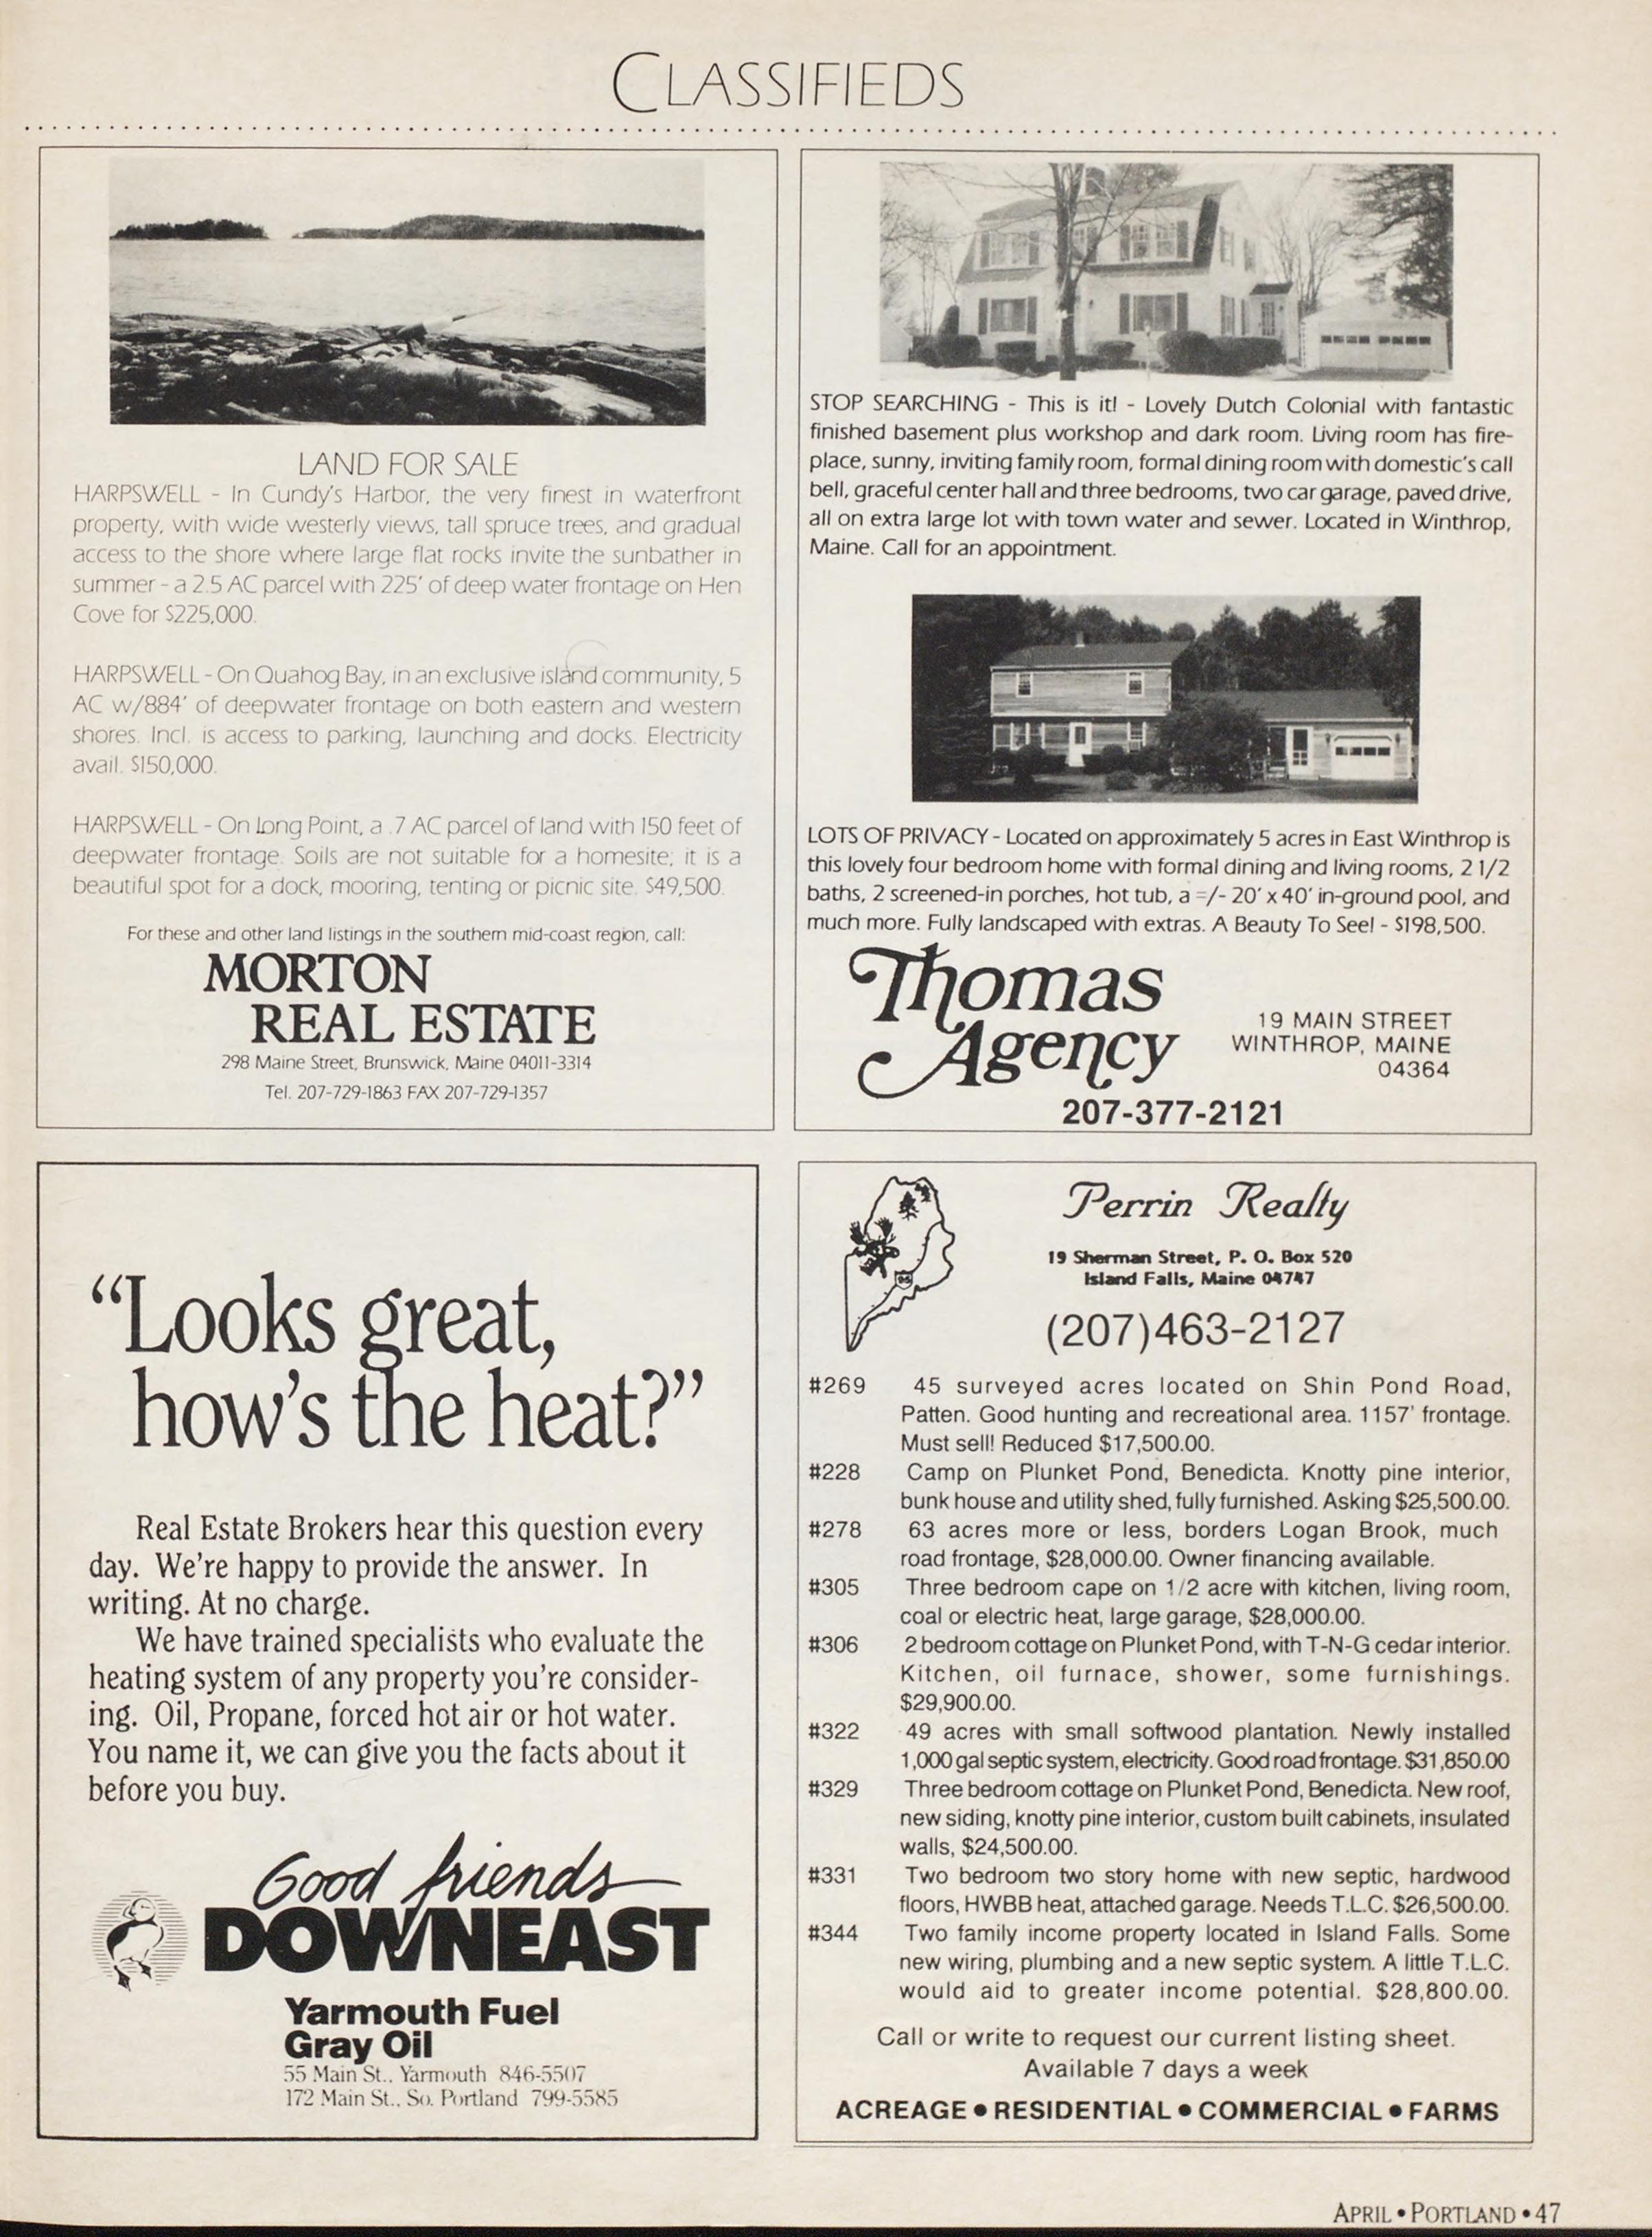 CLASSIFIEDS
LAND FOR SALE
HARPSWELL - In Cundy's Harbor, the very finest in waterfront
property, with wide westerly views, tall spruce trees, and gradual
access to the shore where large flat rocks invite the sunbather in
summer - a 2.5 AC parcel with 225' of deep water frontage on Hen
Cove for $225,000.
HARPSWELL - On Quahog Bay, in an exclusive island community, 5
AC w/884' of deepwater frontage on both eastern and western
shores. Incl. is access to parking, launching and docks. Electricity
avail. $150,000.
HARPSWELL - On Long Point, a .7 AC parcel of land with 150 feet of
deepwater frontage. Soils are not suitable for a homesite; it is a
beautiful spot for a dock, mooring, tenting or picnic site. $49,500.
For these and other land listings in the southern mid-coast region, call:
MORTON
REAL ESTATE
298 Maine Street, Brunswick, Maine 04011-3314
Tel. 207-729-1863 FAX 207-729-1357
STOP SEARCHING - This is it! - Lovely Dutch Colonial with fantastic
finished basement plus workshop and dark room. Living room has fire-
place, sunny, inviting family room, formal dining room with domestic's call
bell, graceful center hall and three bedrooms, two car garage, paved drive,
all on extra large lot with town water and sewer. Located in Winthrop,
Maine. Call for an appointment.
LOTS OF PRIVACY - Located on approximately 5 acres in East Winthrop is
this lovely four bedroom home with formal dining and living rooms, 2 1/2
baths, 2 screened-in porches, hot tub, a =/- 20' x 40' in-ground pool, and
much more. Fully landscaped with extras. A Beauty To See! - $198,500.
Thomas
Agency
19 MAIN STREET
WINTHROP, MAINE
04364
207-377-2121
"Looks great,
how's the heat?"
Real Estate Brokers hear this question every
day. We're happy to provide the answer. In
writing. At no charge.
We have trained specialists who evaluate the
heating system of any property you're consider-
ing. Oil, Propane, forced hot air or hot water.
You name it, we can give you the facts about it
before you buy.
Good friends
DOWNEAST
Yarmouth Fuel
Gray Oil
55 Main St., Yarmouth 846-5507
172 Main St., So. Portland 799-5585
Perrin Realty
19 Sherman Street, P. O. Box 520
Island Falls, Maine 04747
(207)463-2127
#269 45 surveyed acres located on Shin Pond Road,
Patten. Good hunting and recreational area. 1157' frontage.
Must sell! Reduced $17,500.00.
#228 Camp on Plunket Pond, Benedicta. Knotty pine interior,
bunk house and utility shed, fully furnished. Asking $25,500.00.
#278 63 acres more or less, borders Logan Brook, much
road frontage, $28,000.00. Owner financing available.
#305 Three bedroom cape on 1/2 acre with kitchen, living room,
coal or electric heat, large garage, $28,000.00.
#306 2 bedroom cottage on Plunket Pond, with T-N-G cedar interior.
Kitchen, oil furnace, shower, some furnishings.
$29,900.00.
#322 49 acres with small softwood plantation. Newly installed
1,000 gal septic system, electricity. Good road frontage. $31,850.00
#329 Three bedroom cottage on Plunket Pond, Benedicta. New roof,
new siding, knotty pine interior, custom built cabinets, insulated
walls, $24,500.00.
#331 Two bedroom two story home with new septic, hardwood
floors, HWBB heat, attached garage. Needs T.L.C. $26,500.00.
#344 Two family income property located in Island Falls. Some
new wiring, plumbing and a new septic system. A little T.L.C.
would aid to greater income potential. $28,800.00.
Call or write to request our current listing sheet.
Available 7 days a week
ACREAGE • RESIDENTIAL • COMMERCIAL • FARMS
APRIL • PORTLAND • 47